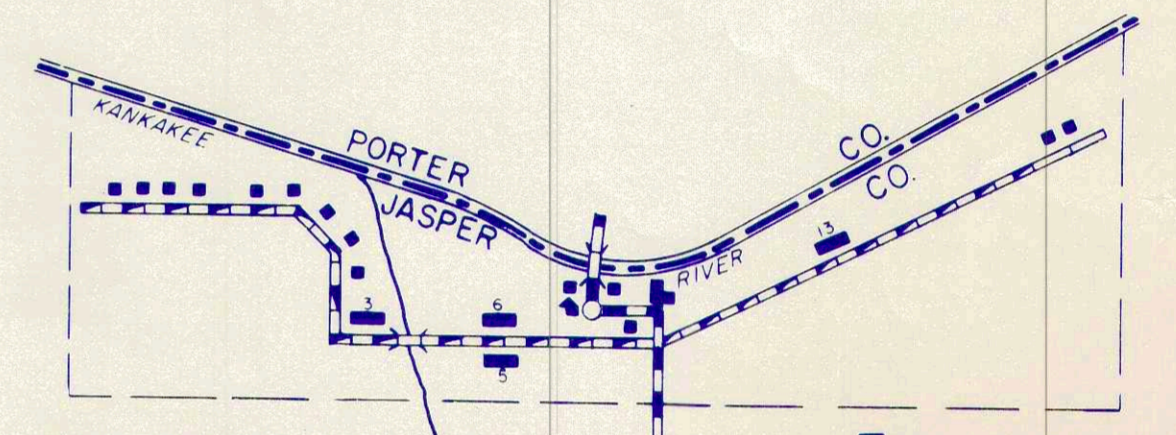 KANKAKEE
PORTER
CO.
JASPER
CO.
RIVER
13
3
6
5